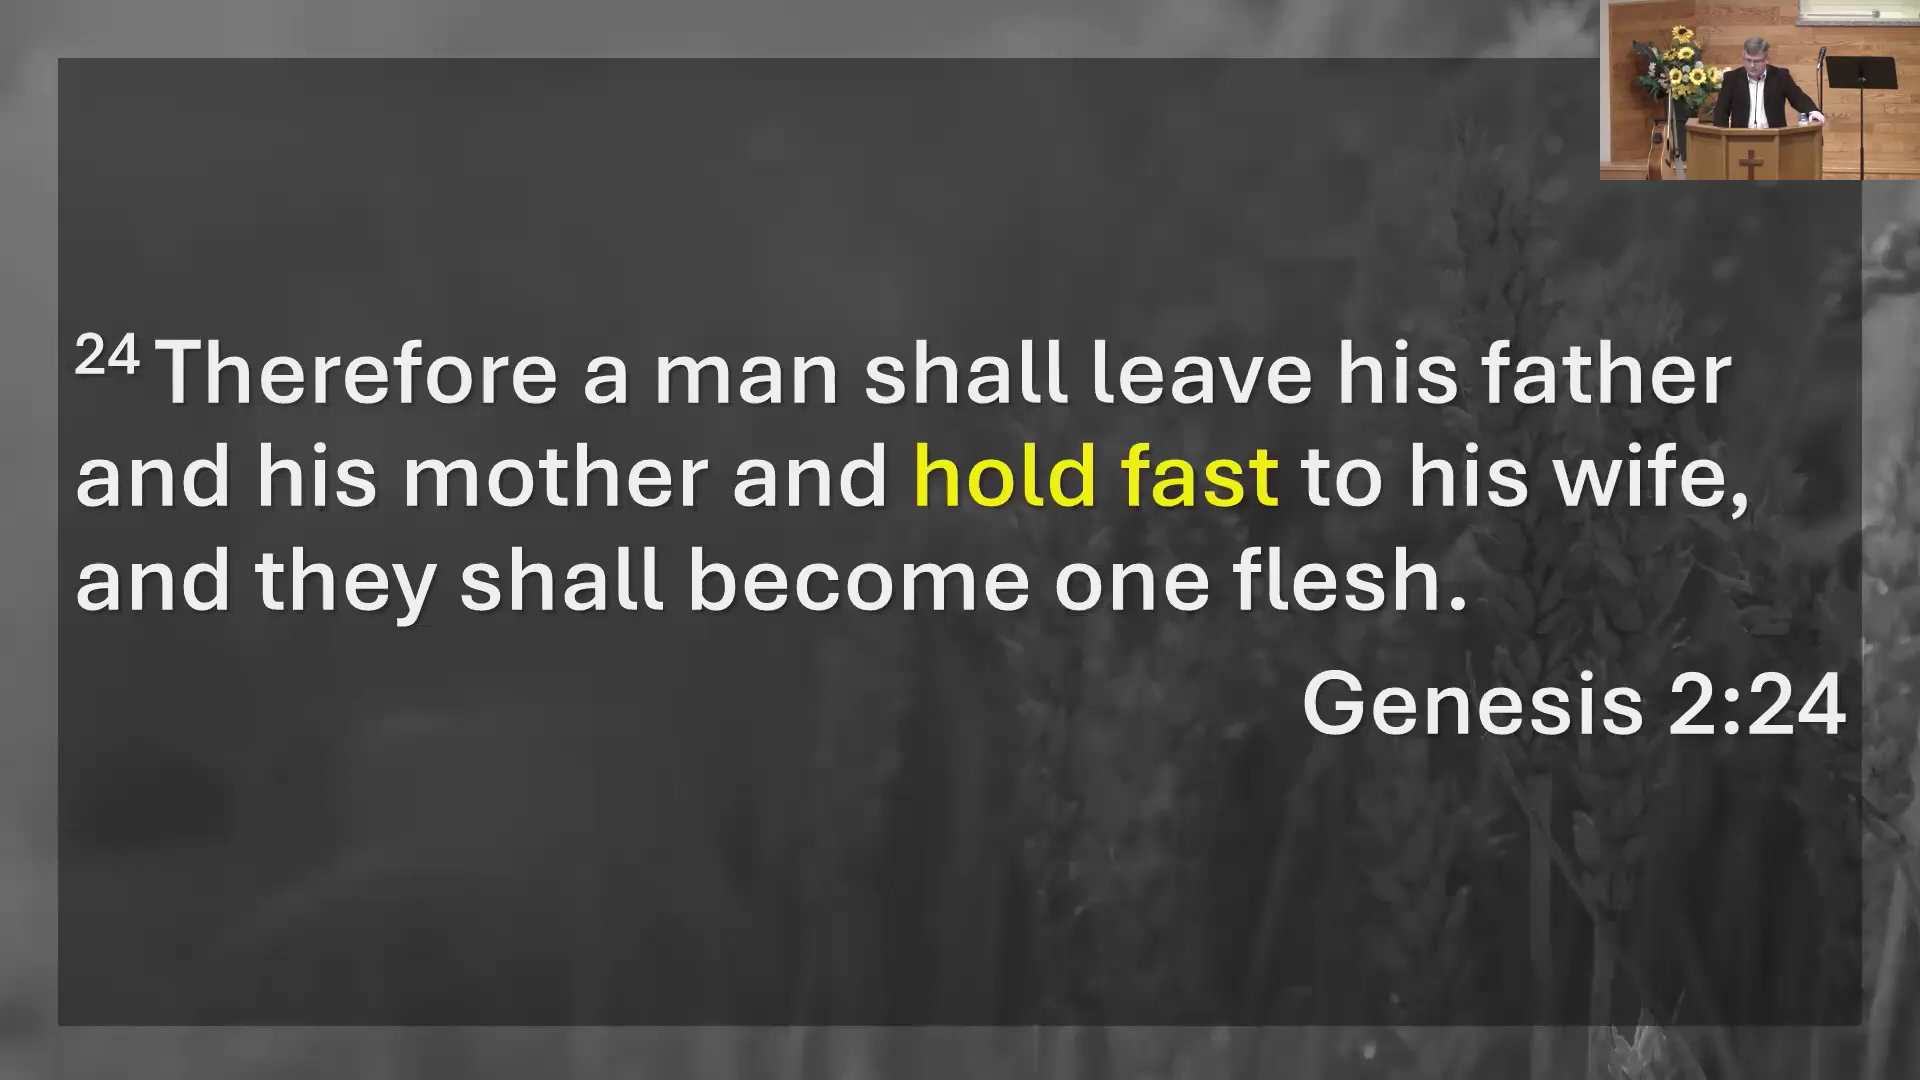 24 Therefore a man shall leave his father
and his mother and hold fast to his wife,
and they shall become one flesh.
Genesis 2:24